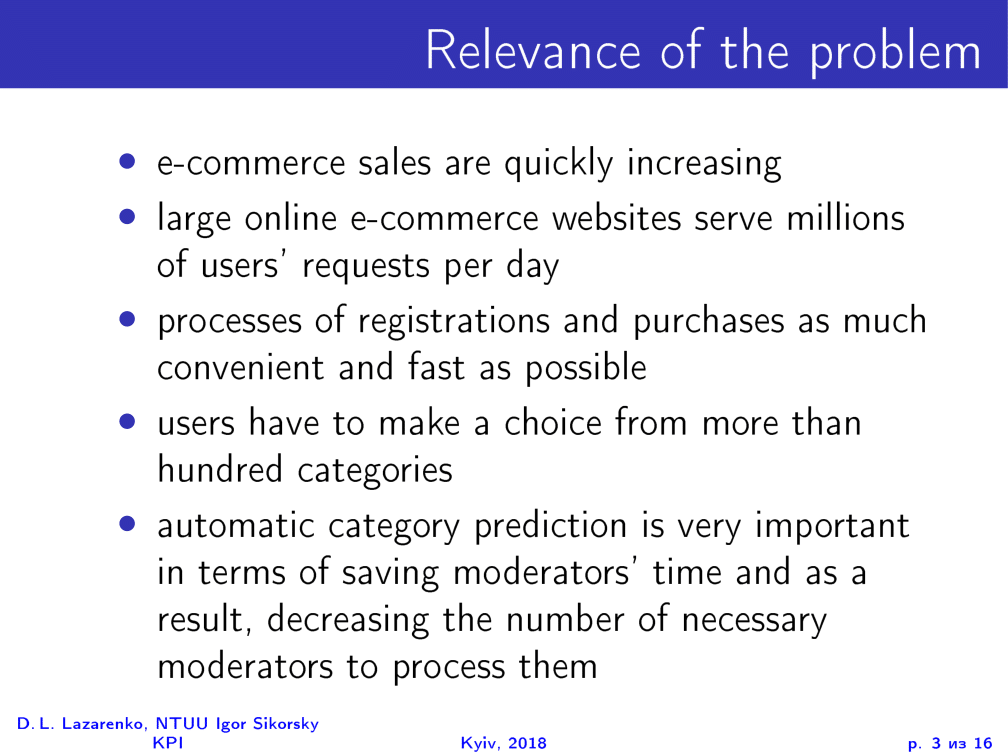 Relevance of the problem
• e-commerce sales are quickly increasing
• large online e-commerce websites serve millions
of users' requests per day
• processes of registrations and purchases as much
convenient and fast as possible
• users have to make a choice from more than
hundred categories
• automatic category prediction is very important
in terms of saving moderators' time and as a
result, decreasing the number of necessary
moderators to process them
D. L. Lazarenko, NTUU Igor Sikorsky
KPI
Kyiv, 2018
p. 3 из 16